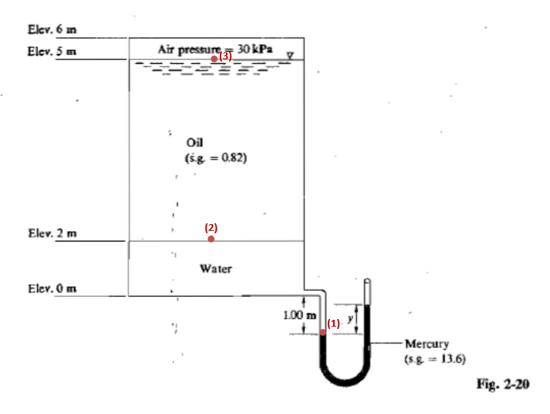 Elev. 6 m
Elev. 5 m
Air pressure = 30 kPa
(3)
Oil
(s.g. = 0.82)
(2)
Elev. 2 m
Water
Elev. 0 m
1.00 m
(1)
y
Mercury
(s.g. = 13.6)
Fig. 2-20